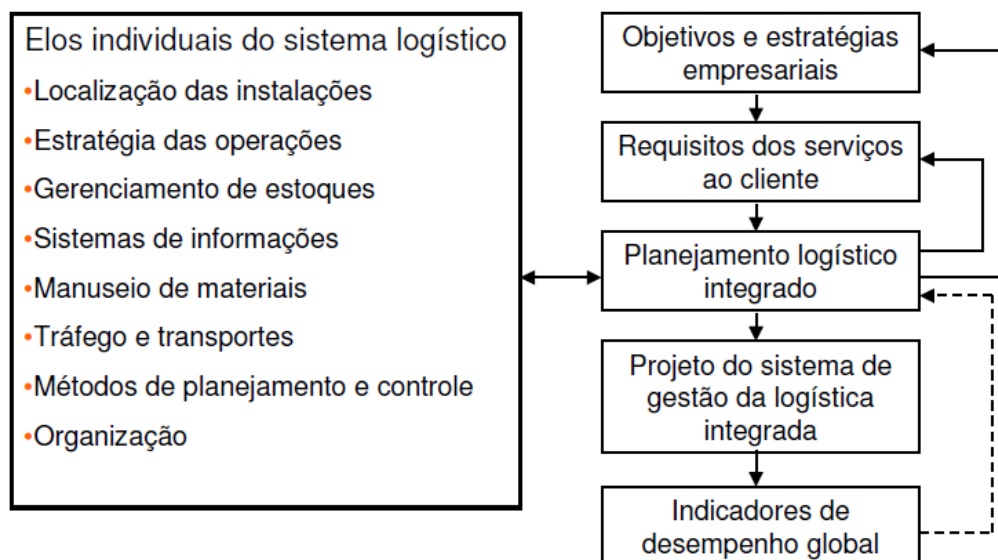 Elos individuais do sistema logístico
•Localização das instalações
•Estratégia das operações
•Gerenciamento de estoques
•Sistemas de informações
•Manuseio de materiais
•Tráfego e transportes
•Métodos de planejamento e controle
•Organização
Objetivos e estratégias
empresariais
Requisitos dos serviços
ao cliente
Planejamento logístico
integrado
Projeto do sistema de
gestão da logística
integrada
Indicadores de
desempenho global